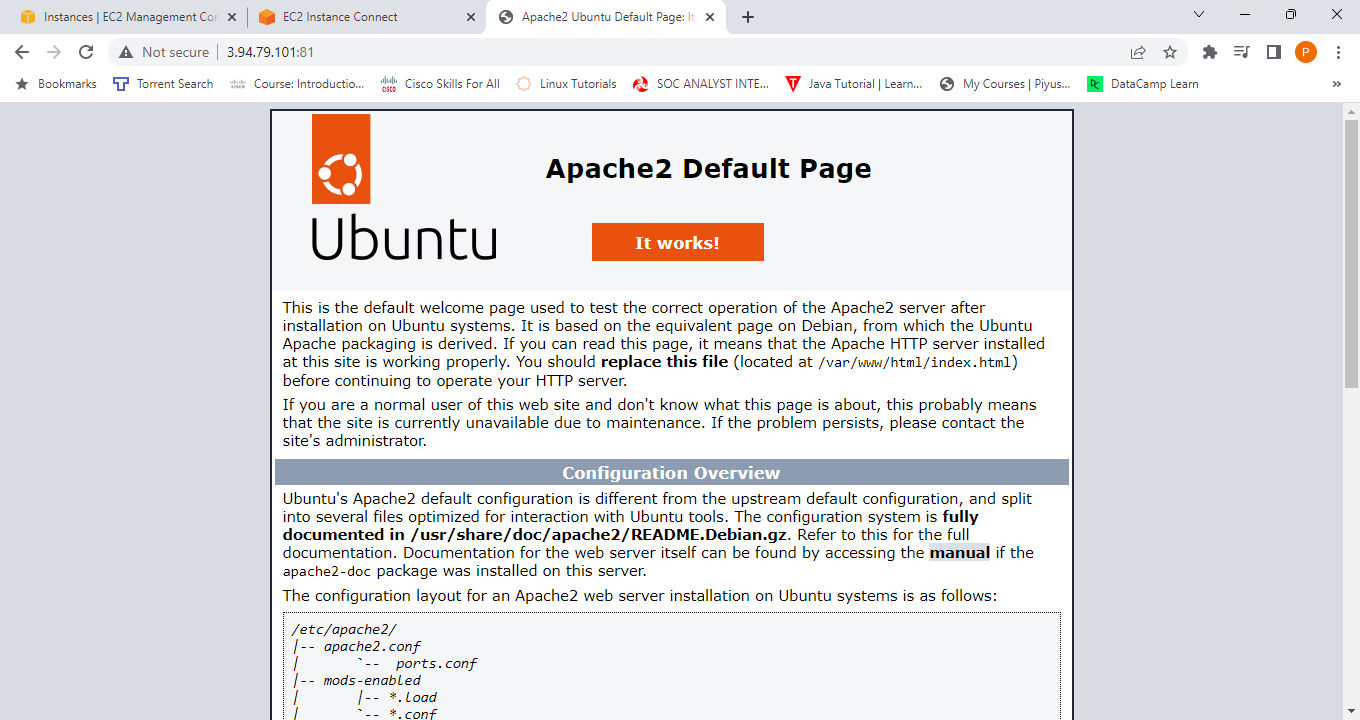 Instances | EC2 Management Con
EC2 Instance Connect
Apache2 Ubuntu Default Page: It
Not secure
3.94.79.101:81
P
Bookmarks
Torrent Search
Course: Introductio...
CISCO
Cisco Skills For All
Linux Tutorials
SOC ANALYST INTE...
Java Tutorial | Learn...
My Courses | Piyus...
DataCamp Learn
»
Ubuntu
Apache2 Default Page
It works!
This is the default welcome page used to test the correct operation of the Apache2 server after
installation on Ubuntu systems. It is based on the equivalent page on Debian, from which the Ubuntu
Apache packaging is derived. If you can read this page, it means that the Apache HTTP server installed
at this site is working properly. You should replace this file (located at /var/www/html/index.html)
before continuing to operate your HTTP server.
If you are a normal user of this web site and don't know what this page is about, this probably means
that the site is currently unavailable due to maintenance. If the problem persists, please contact the
site's administrator.
Configuration Overview
Ubuntu's Apache2 default configuration is different from the upstream default configuration, and split
into several files optimized for interaction with Ubuntu tools. The configuration system is fully
documented in /usr/share/doc/apache2/README.Debian.gz. Refer to this for the full
documentation. Documentation for the web server itself can be found by accessing the manual if the
apache2-doc package was installed on this server.
The configuration layout for an Apache2 web server installation on Ubuntu systems is as follows:
/etc/apache2/
|-- apache2.conf
|       `--  ports.conf
|-- mods-enabled
|       |-- *.load
|       `-- *.conf